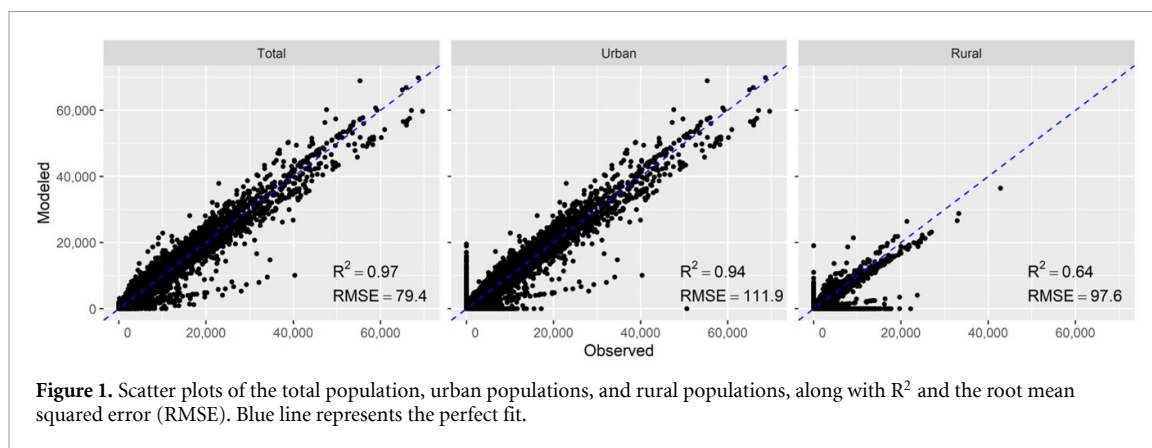 Total Urban Rural
Modeled
60,000
40,000
20,000
0
R² = 0.97
RMSE = 79.4
R² = 0.94
RMSE = 111.9
R² = 0.64
RMSE = 97.6
0 20,000 40,000 60,000 0 20,000 40,000 60,000 0 20,000 40,000 60,000
Observed
Figure 1. Scatter plots of the total population, urban populations, and rural populations, along with R² and the root mean
squared error (RMSE). Blue line represents the perfect fit.